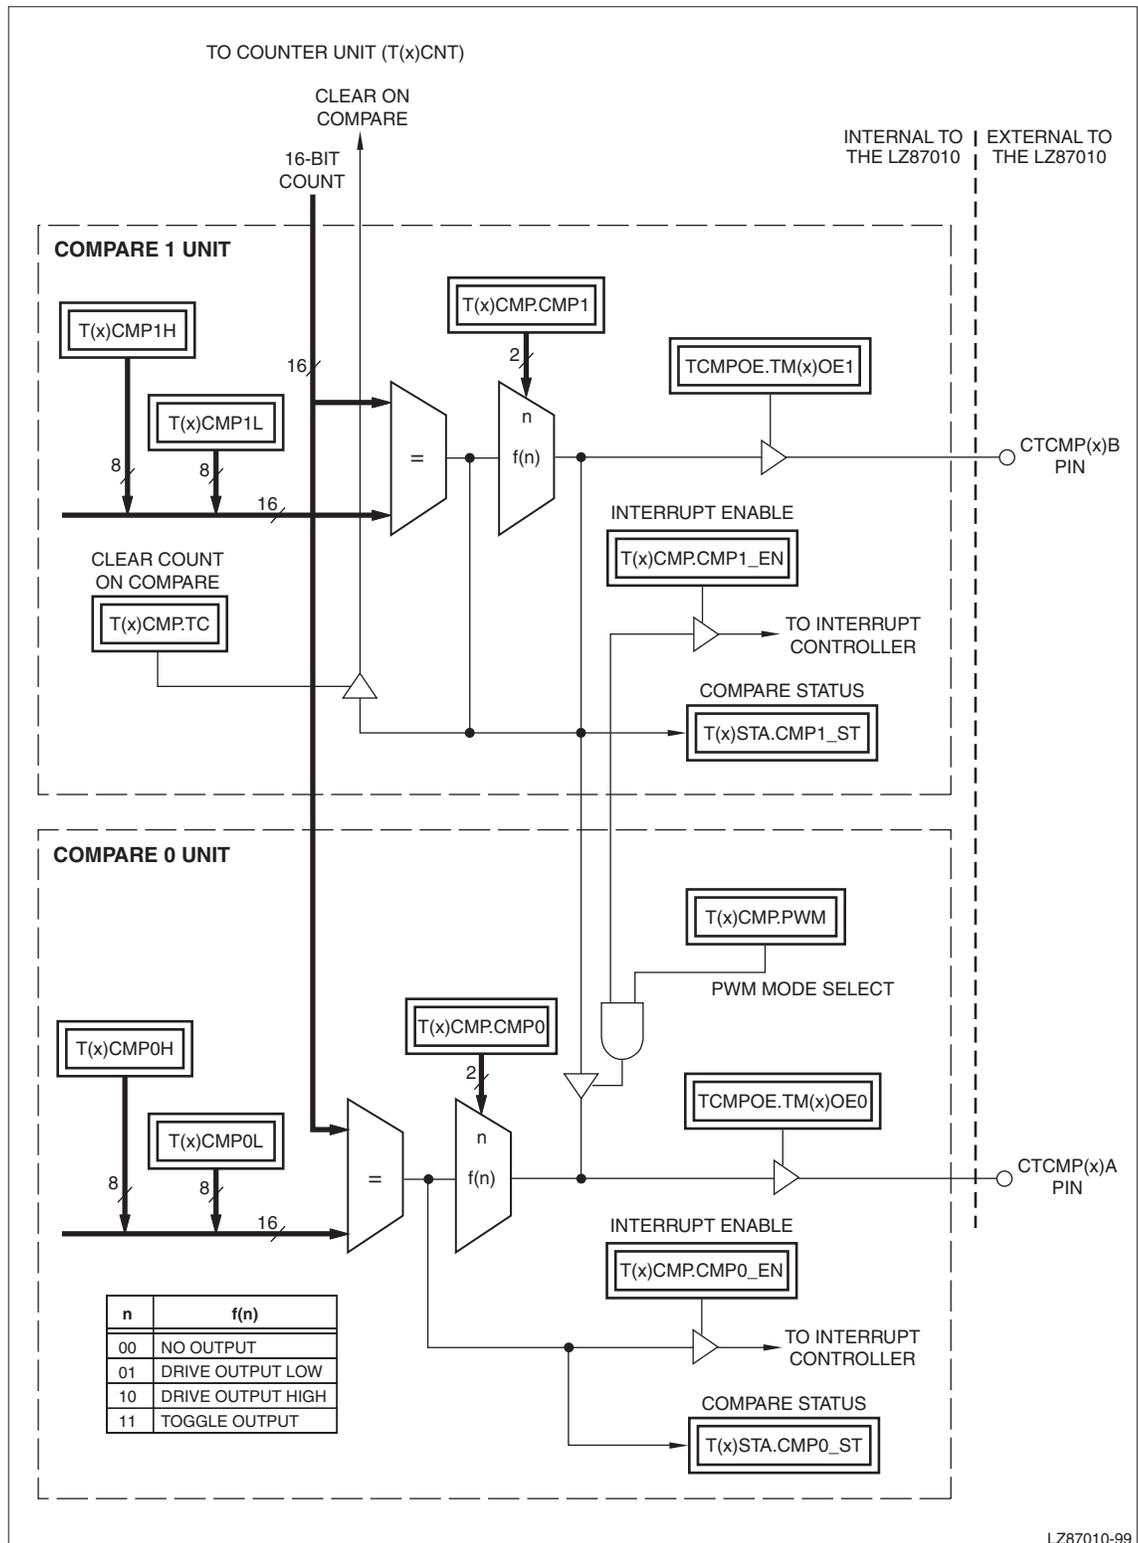 TO COUNTER UNIT (T(x)CNT)
CLEAR ON
COMPARE
16-BIT
COUNT
INTERNAL TO
THE LZ87010
EXTERNAL TO
THE LZ87010
COMPARE 1 UNIT
T(x)CMP1H
T(x)CMP.CMP1
2
16
TCMPOE.TM(x)OE1
T(x)CMP1L
n
=
f(n)
8
8
16
CTCMP(x)B
PIN
INTERRUPT ENABLE
T(x)CMP.CMP1_EN
CLEAR COUNT
ON COMPARE
T(x)CMP.TC
TO INTERRUPT
CONTROLLER
COMPARE STATUS
T(x)STA.CMP1_ST
COMPARE 0 UNIT
T(x)CMP.PWM
PWM MODE SELECT
T(x)CMP.CMP0
T(x)CMP0H
2
TCMPOE.TM(x)OE0
T(x)CMP0L
n
=
f(n)
8
8
16
CTCMP(x)A
PIN
INTERRUPT ENABLE
T(x)CMP.CMP0_EN
TO INTERRUPT
CONTROLLER
COMPARE STATUS
T(x)STA.CMP0_ST
n f(n)
00 NO OUTPUT
01 DRIVE OUTPUT LOW
10 DRIVE OUTPUT HIGH
11 TOGGLE OUTPUT
LZ87010-99